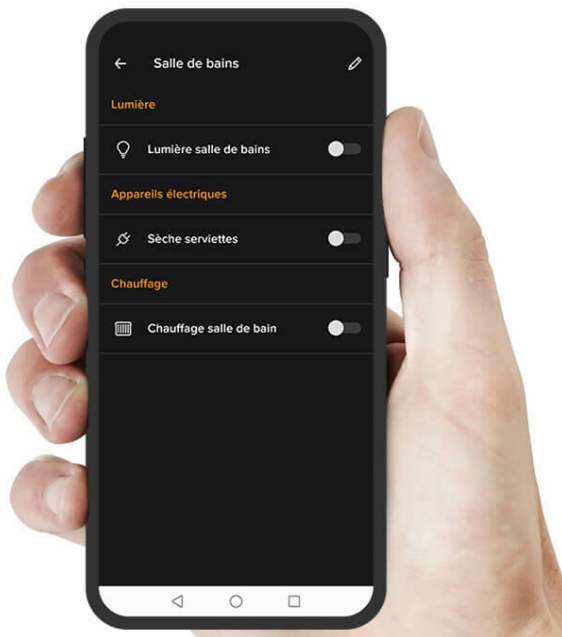 Salle de bains
Lumière
Lumière salle de bains
Appareils électriques
Sèche serviettes
Chauffage
Chauffage salle de bain